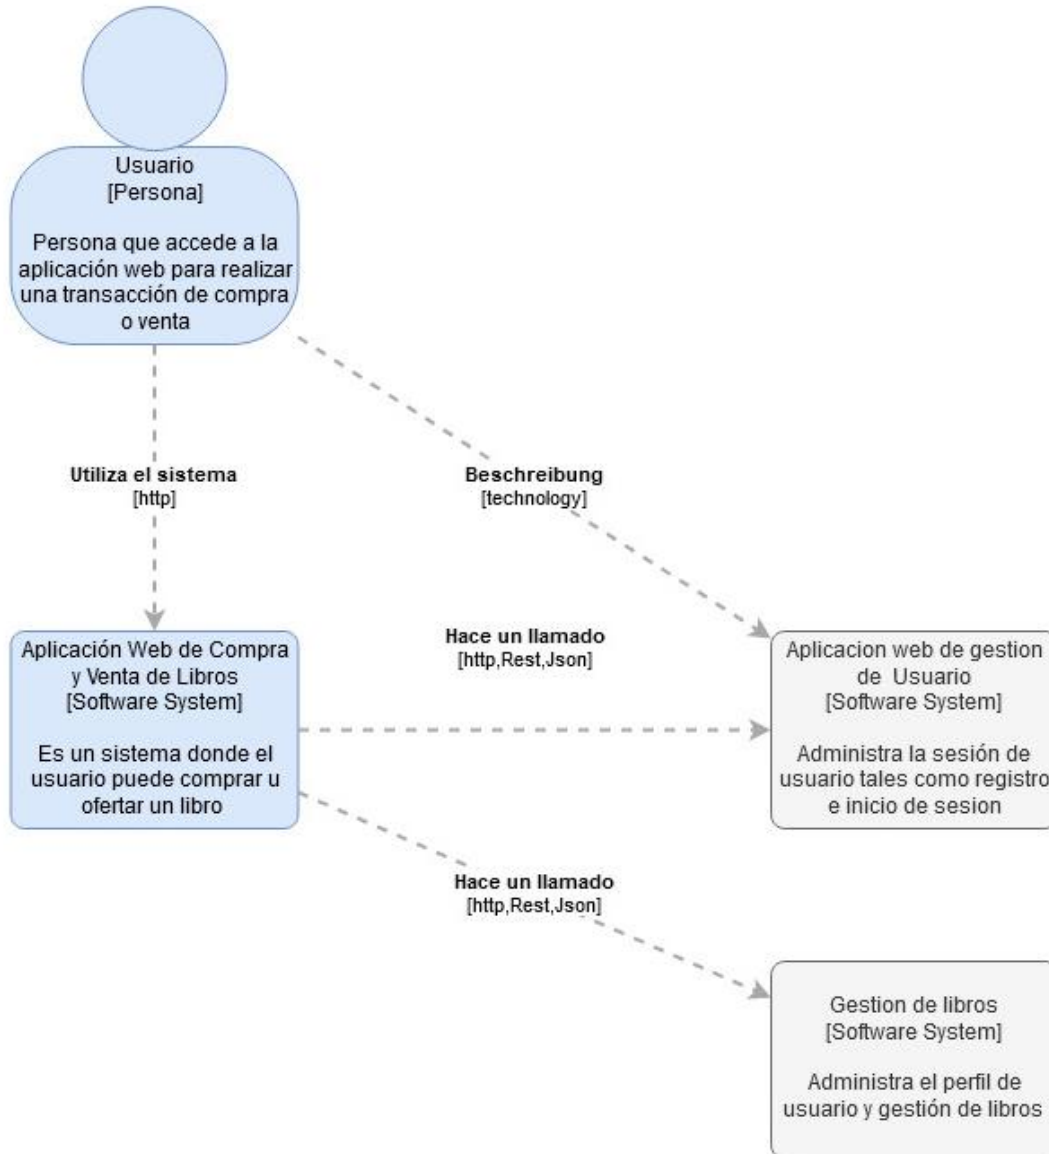 Usuario
[Persona]
Persona que accede a la
aplicación web para realizar
una transacción de compra
o venta
Utiliza el sistema
[http]
Beschreibung
[technology]
Aplicación Web de Compra
y Venta de Libros
[Software System]
Es un sistema donde el
usuario puede comprar u
ofertar un libro
Hace un llamado
[http,Rest,Json]
Aplicacion web de gestion
de Usuario
[Software System]
Administra la sesión de
usuario tales como registro
e inicio de sesion
Hace un llamado
[http,Rest,Json]
Gestion de libros
[Software System]
Administra el perfil de
usuario y gestión de libros